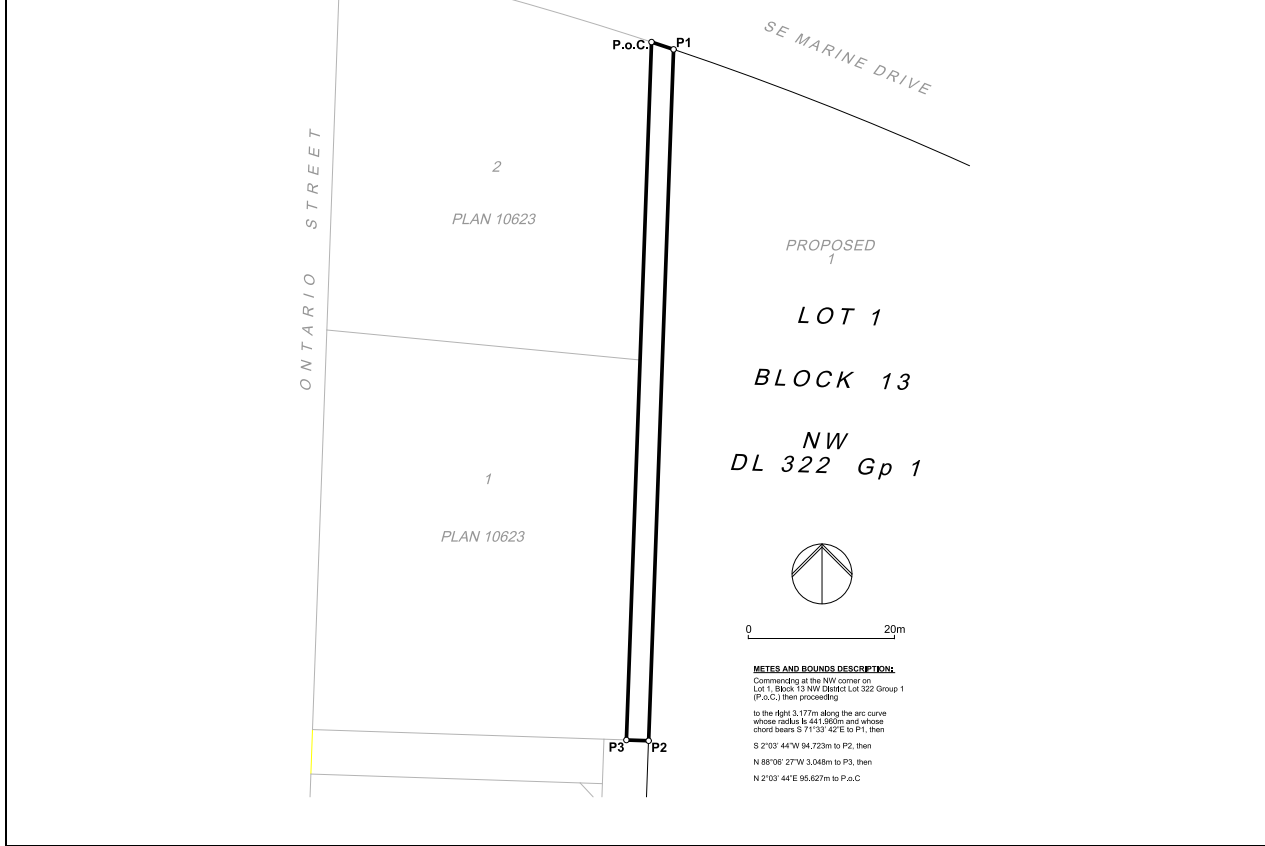 SE MARINE DRIVE
P.o.C.
P1
ONTARIO STREET
2
PLAN 10623
PROPOSED
1
LOT 1
BLOCK 13
NW
DL 322 Gp 1
1
PLAN 10623
0 20m
METES AND BOUNDS DESCRIPTION:
Commencing at the NW corner on
Lot 1, Block 13 NW District Lot 322 Group 1
(P.o.C.) then proceeding
to the right 3.177m along the arc curve
whose radius is 441.960m and whose
chord bears S 71°33' 42"E to P1, then
S 2°03' 44"W 94.723m to P2, then
N 88°06' 27"W 3.048m to P3, then
N 2°03' 44"E 95.627m to P.o.C
P3
P2